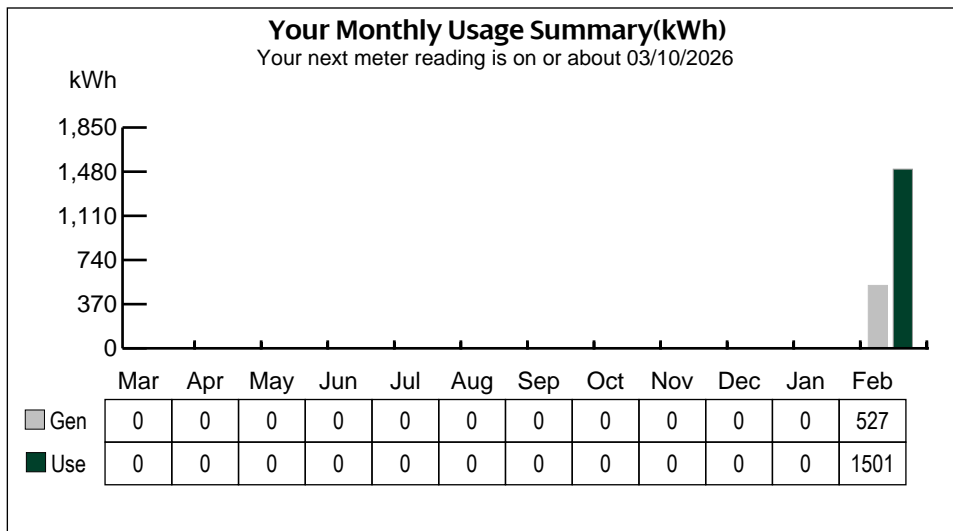 Your Monthly Usage Summary(kWh)
Your next meter reading is on or about 03/10/2026
kWh
1,850
1,480
1,110
740
370
0
Mar Apr May Jun Jul Aug Sep Oct Nov Dec Jan Feb
Gen 0 0 0 0 0 0 0 0 0 0 0 527
Use 0 0 0 0 0 0 0 0 0 0 0 1501